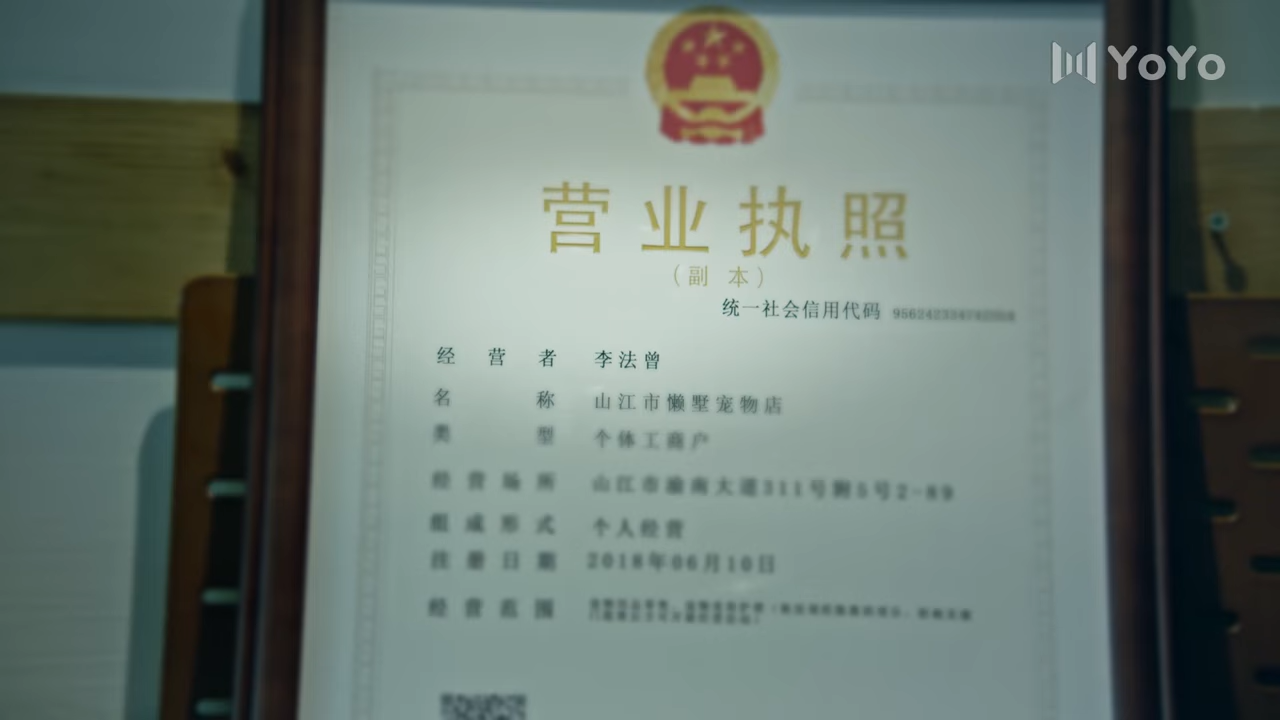 YoYo
营业执照
(副本)
统一社会信用代码
经营者 李法曾
名称 山江市懒墅宠物店
类型 个体工商户
经营场所 山江市渝南大道311号附5号2-89
组成形式 个人经营
注册日期 2018年06月10日
经营范围